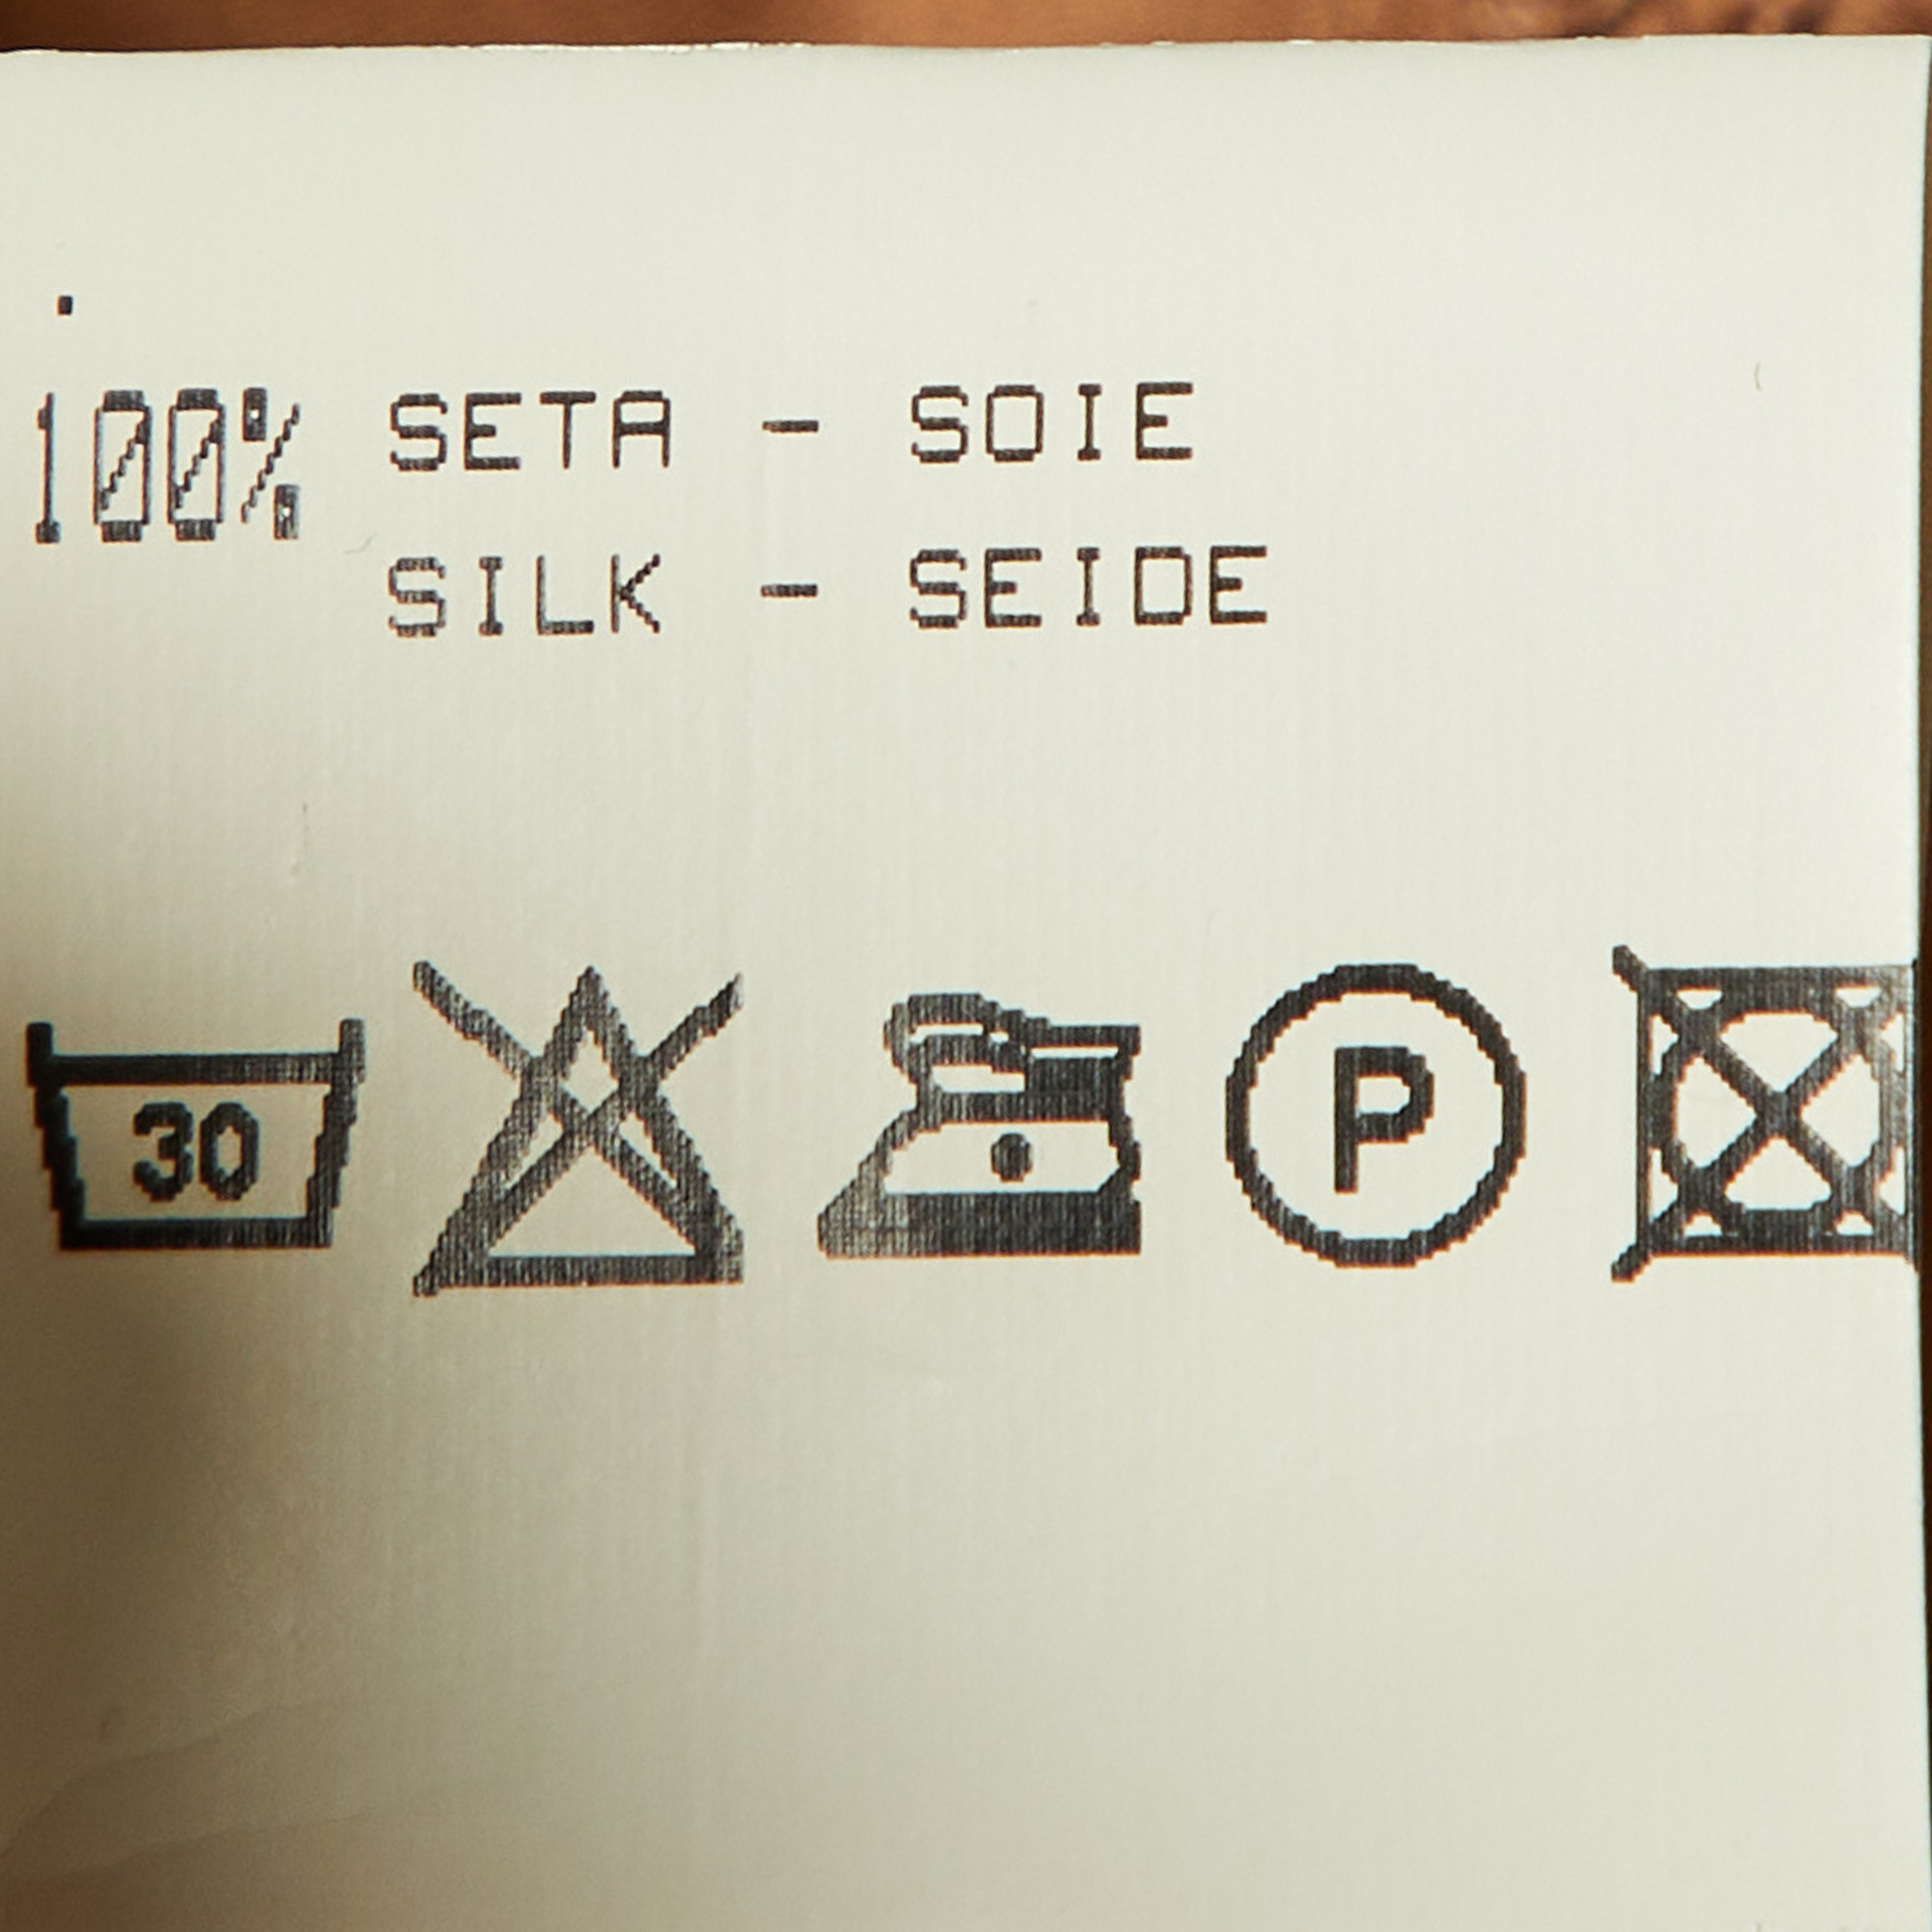 100% SETA - SOIE
SILK - SEIDE
30
P